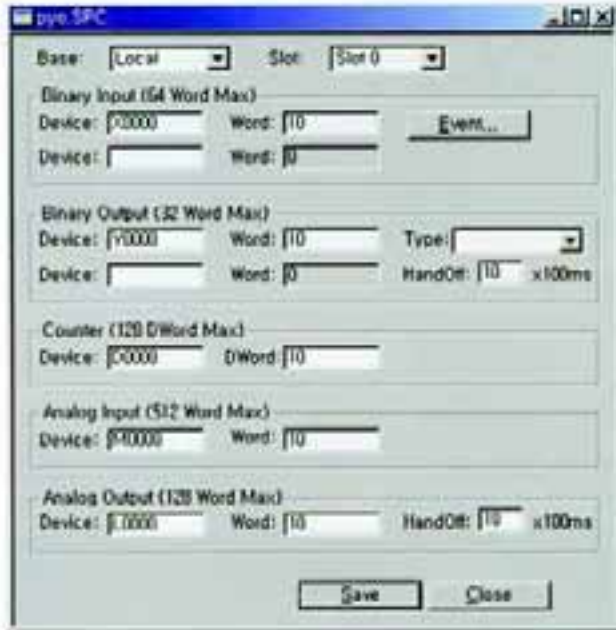 pye.SPC
Base: Local Slot: Slot 0
Binary Input (64 Word Max)
Device: X0000 Word: 10 Event...
Device: Word: 0
Binary Output (32 Word Max)
Device: Y0000 Word: 10 Type:
Device: Word: 0 HandOff: 10 x100ms
Counter (128 DWord Max)
Device: D0000 DWord: 10
Analog Input (512 Word Max)
Device: M0000 Word: 10
Analog Output (128 Word Max)
Device: L0000 Word: 10 HandOff: 10 x100ms
Save Close